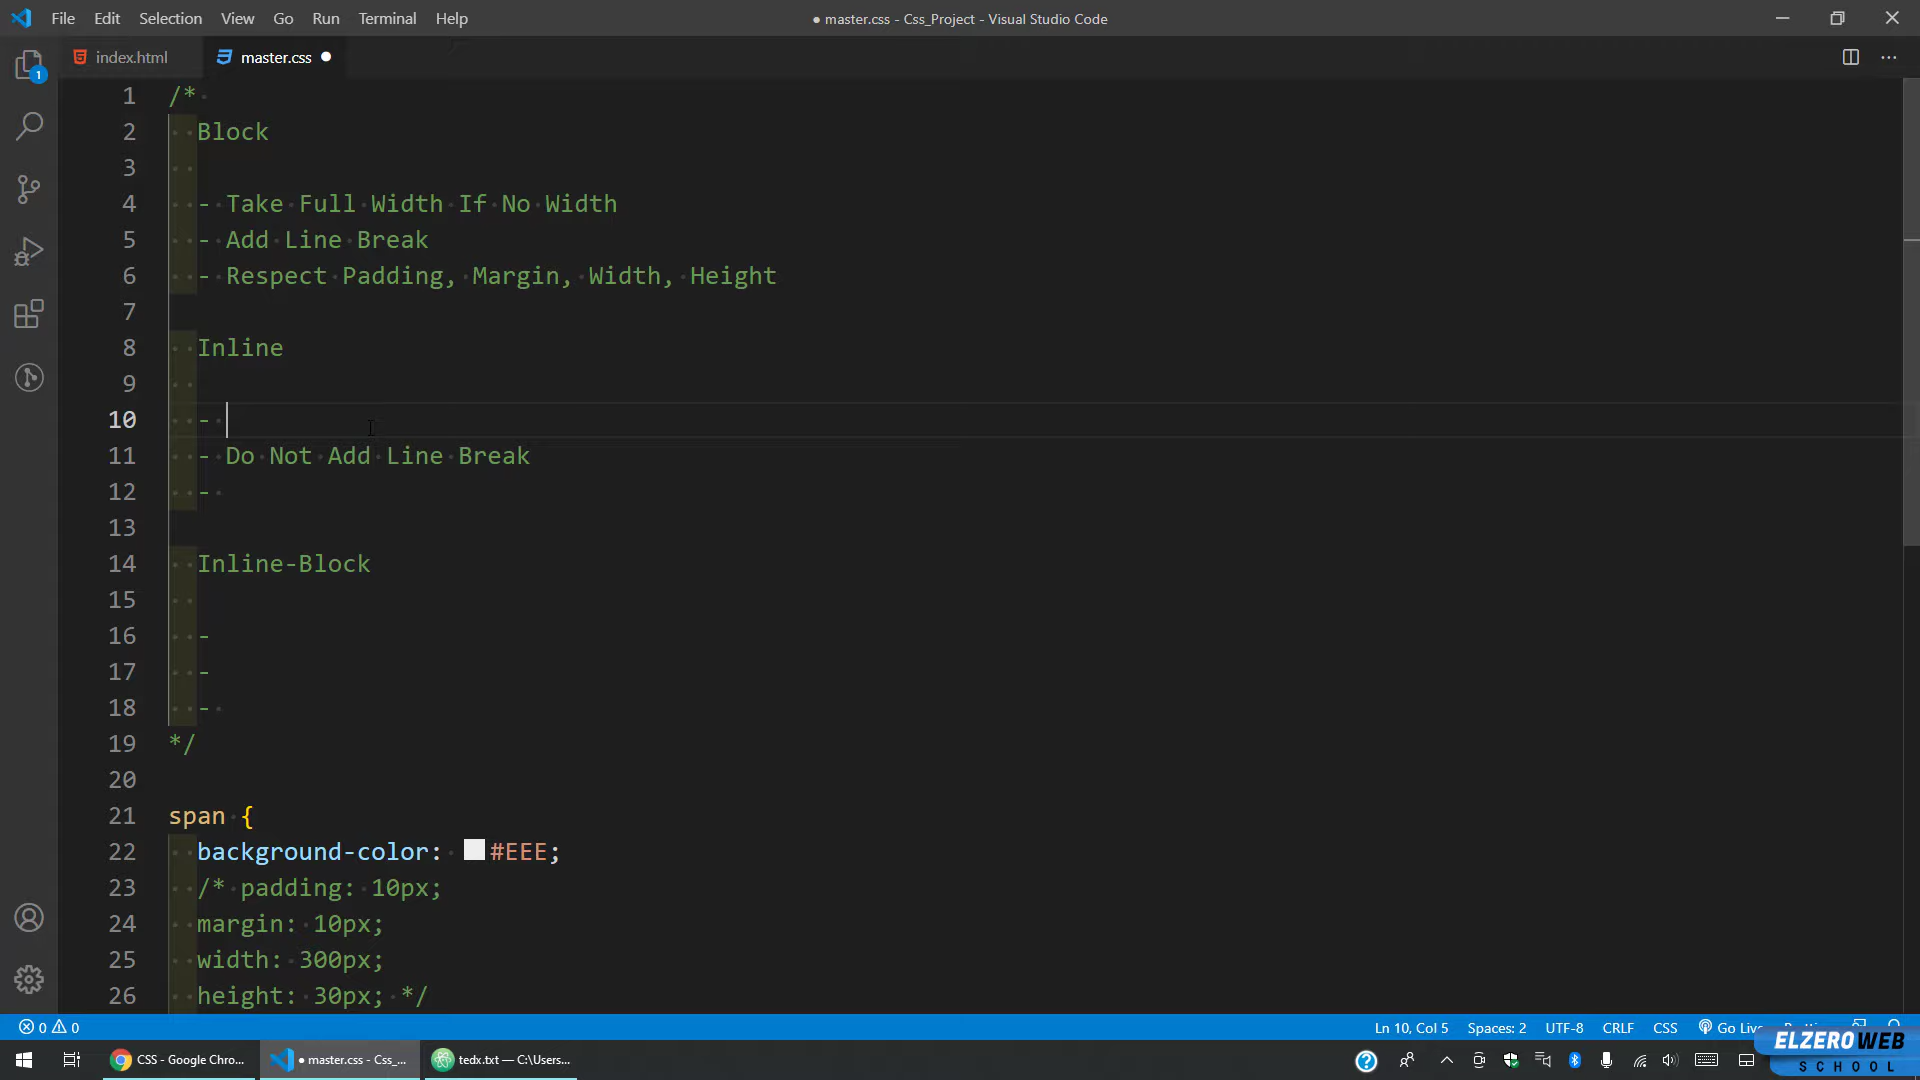 File Edit Selection View Go Run Terminal Help
● master.css - Css_Project - Visual Studio Code
index.html master.css ●
1 /*
2 Block
3
4 - Take Full Width If No Width
5 - Add Line Break
6 - Respect Padding, Margin, Width, Height
7
8 Inline
9
10 -
11 - Do Not Add Line Break
12 -
13
14 Inline-Block
15
16 -
17 -
18 -
19 */
20
21 span {
22 background-color: #EEE;
23 /* padding: 10px;
24 margin: 10px;
25 width: 300px;
26 height: 30px; */
1
0 0 Ln 10, Col 5 Spaces: 2 UTF-8 CRLF CSS Go Live
CSS - Google Chro... ● master.css - Css_... tedx.txt — C:\Users...
ELZEROWEB
SCHOOL